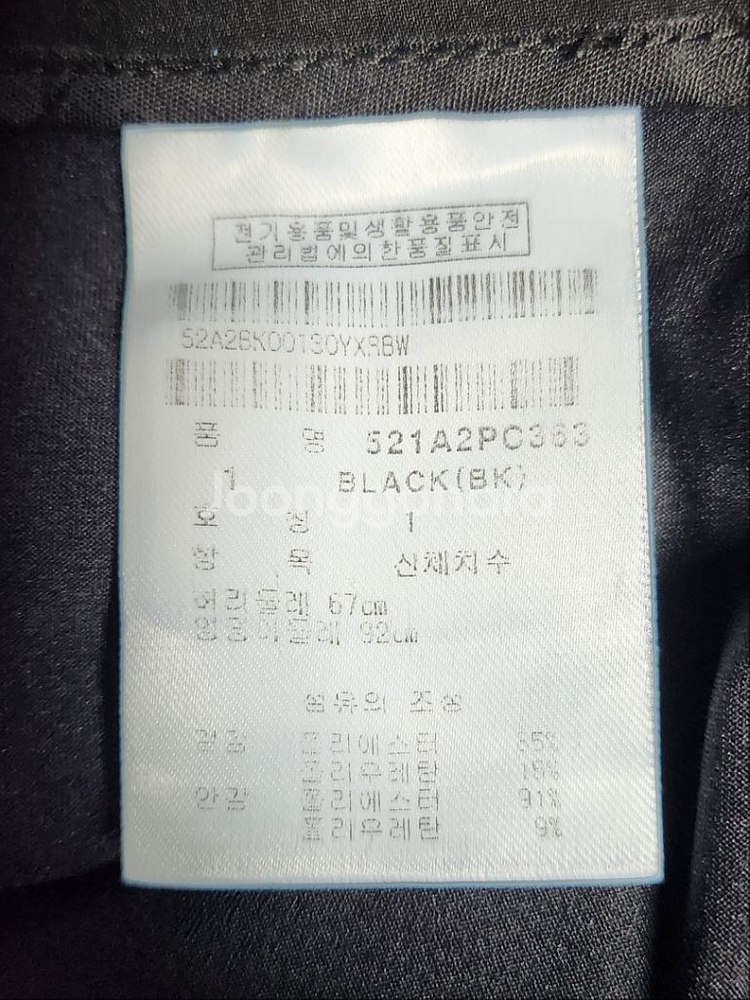 전기용품및생활용품안전
관리법에의한품질표시
품 명 521A2PC363
1 BLACK(BK)
Joongonara
호 칭 1
항 목 신체치수
허리둘레 67cm
엉덩이둘레 92cm
섬유의 조성
겉감 폴리에스터
폴리우레탄 15%
안감 폴리에스터 91%
폴리우레탄 9%